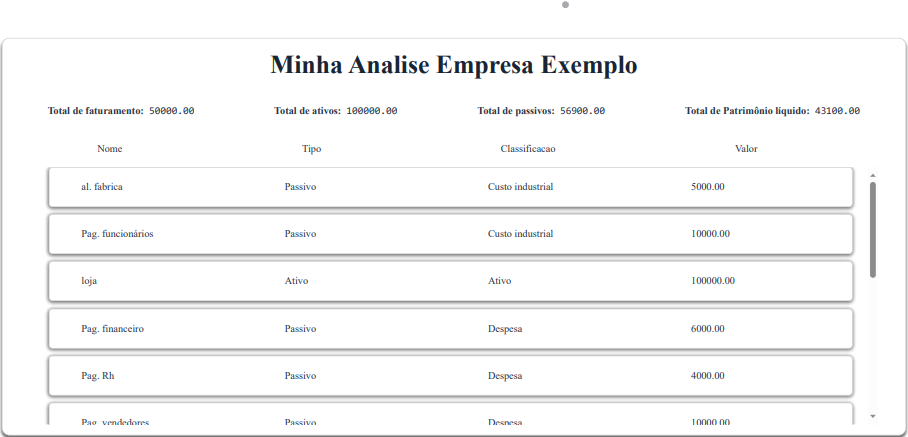 Minha Analise Empresa Exemplo
Total de faturamento: 50000.00 Total de ativos: 100000.00 Total de passivos: 56900.00 Total de Patrimônio líquido: 43100.00
Nome Tipo Classificacao Valor
al. fabrica Passivo Custo industrial 5000.00
Pag. funcionários Passivo Custo industrial 10000.00
loja Ativo Ativo 100000.00
Pag. financeiro Passivo Despesa 6000.00
Pag. Rh Passivo Despesa 4000.00
Pag. vendedores Passivo Despesa 10000.00